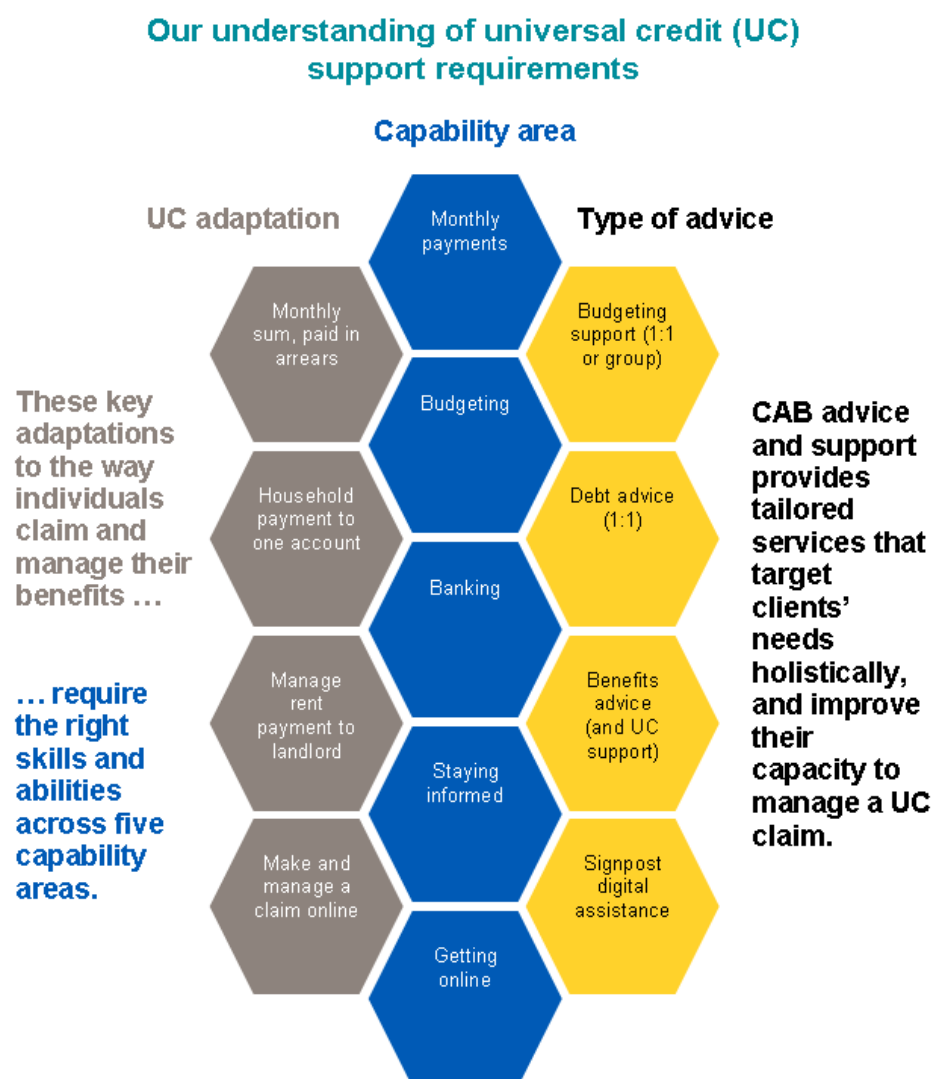 Our understanding of universal credit (UC)
support requirements
Capability area
UC adaptation
Type of advice
Monthly
payments
Monthly
sum, paid in
arrears
Budgeting
support (1:1
or group)
Budgeting
These key
adaptations
to the way
individuals
claim and
manage their
benefits …
Household
payment to
one account
Debt advice
(1:1)
Banking
CAB advice
and support
provides
tailored
services that
target
clients’
needs
holistically,
and improve
their
capacity to
manage a UC
claim.
Manage
rent
payment to
landlord
Benefits
advice
(and UC
support)
… require
the right
skills and
abilities
across five
capability
areas.
Staying
informed
Make and
manage a
claim online
Signpost
digital
assistance
Getting
online